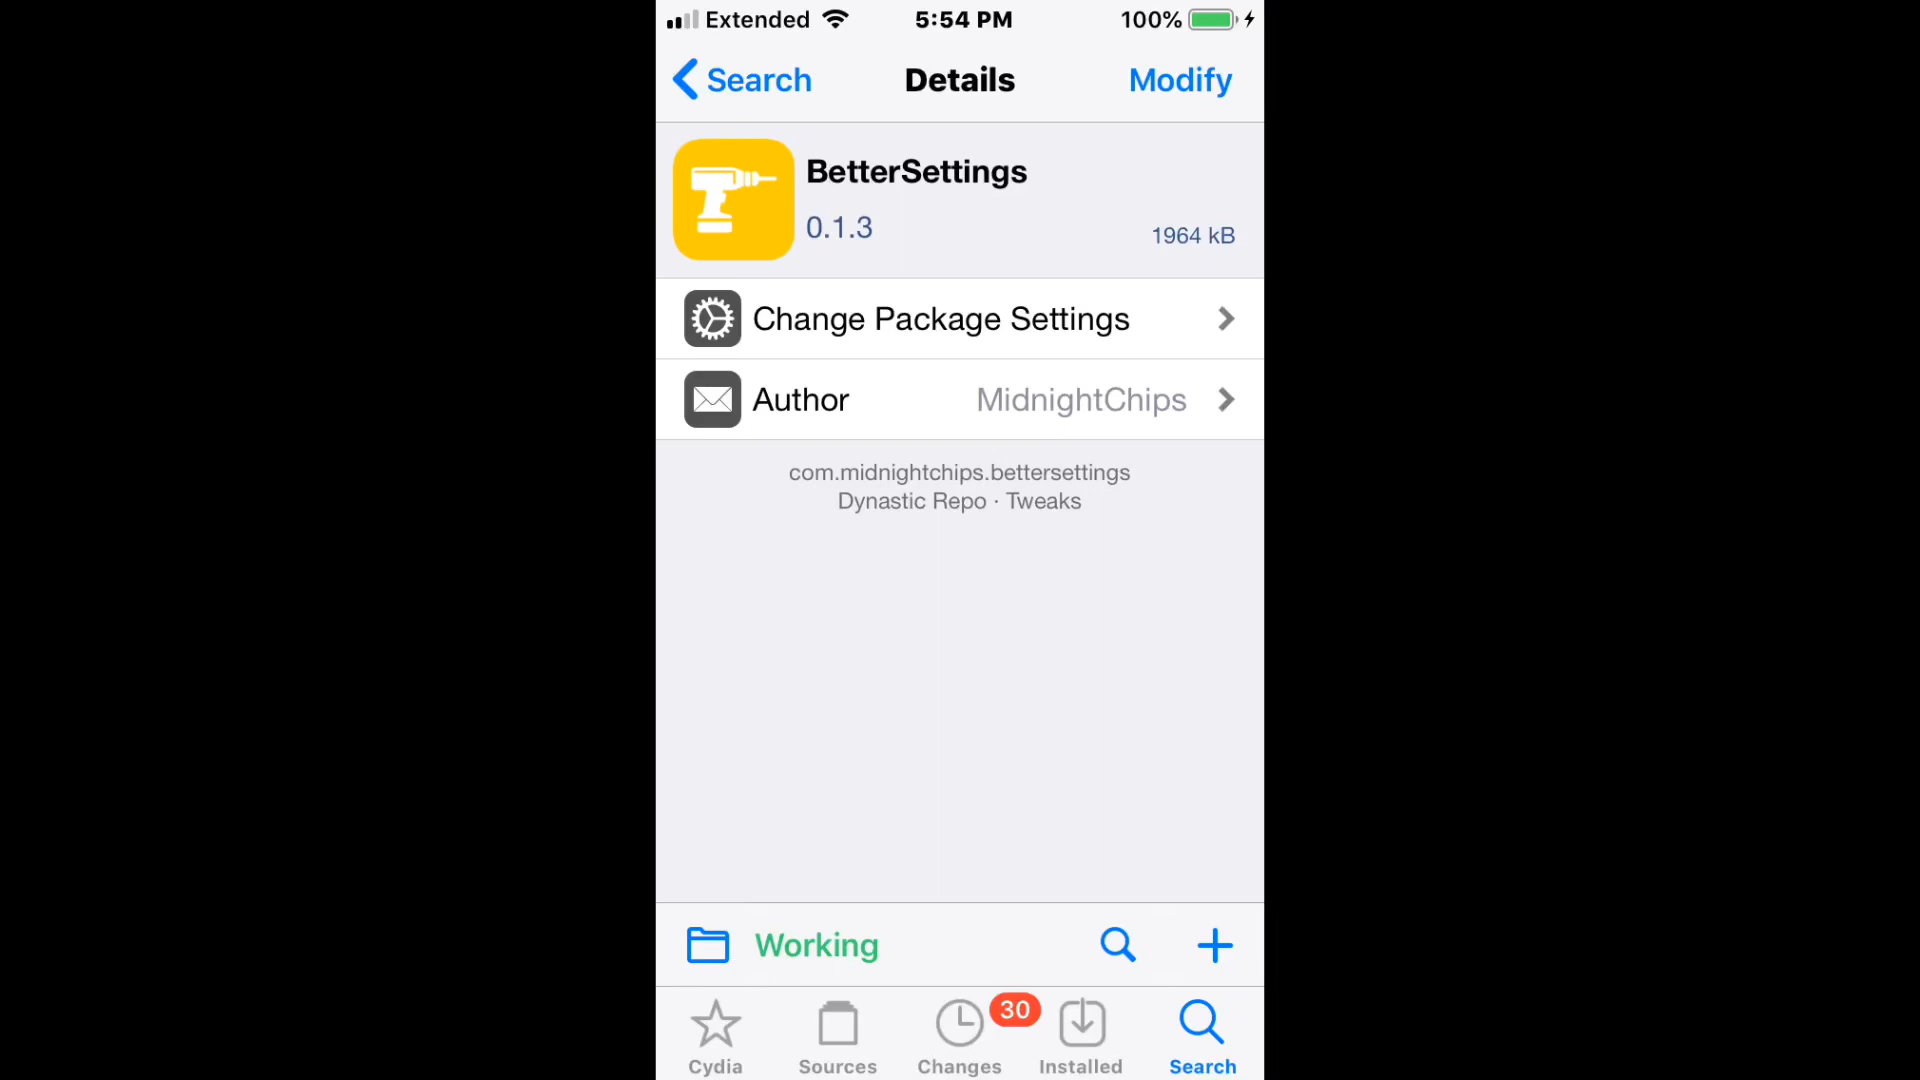 Extended 5:54 PM 100%
Search Details Modify
BetterSettings
0.1.3 1964 kB
Change Package Settings
Author MidnightChips
com.midnightchips.bettersettings
Dynastic Repo · Tweaks
Working
30
Cydia Sources Changes Installed Search